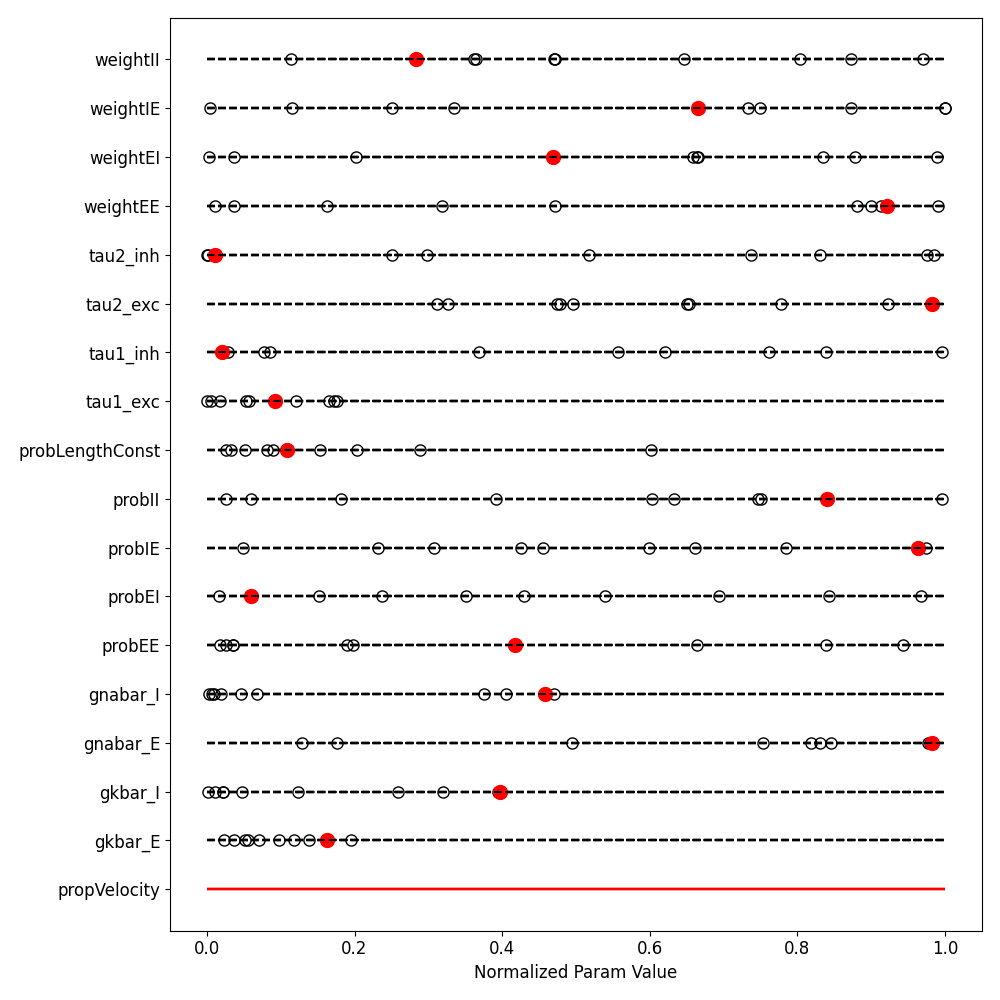 weightII
weightIE
weightEI
weightEE
tau2_inh
tau2_exc
tau1_inh
tau1_exc
probLengthConst
probII
probIE
probEI
probEE
gnabar_I
gnabar_E
gkbar_I
gkbar_E
propVelocity
0.0 0.2 0.4 0.6 0.8 1.0
Normalized Param Value